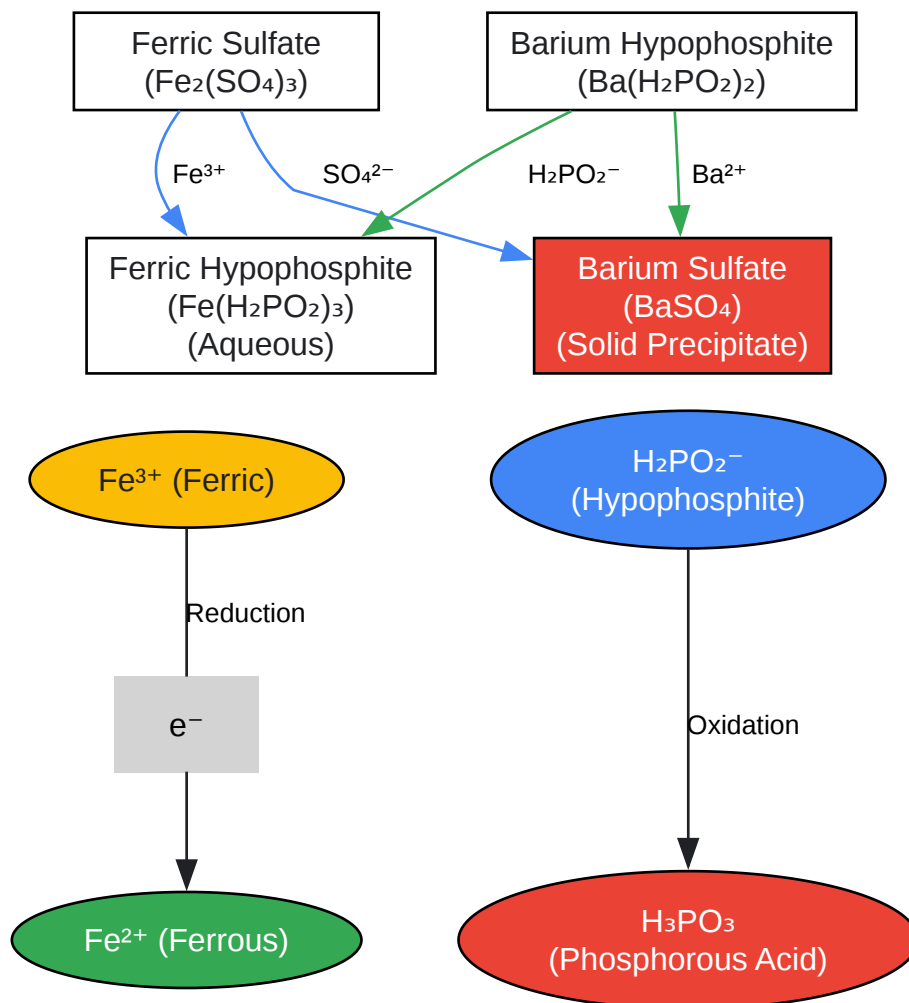 Ferric Sulfate
(Fe₂(SO₄)₃)
Barium Hypophosphite
(Ba(H₂PO₂)₂)
Fe³⁺
SO₄²⁻
H₂PO₂⁻
Ba²⁺
Ferric Hypophosphite
(Fe(H₂PO₂)₃)
(Aqueous)
Barium Sulfate
(BaSO₄)
(Solid Precipitate)
Fe³⁺ (Ferric)
H₂PO₂⁻
(Hypophosphite)
Reduction
e⁻
Oxidation
Fe²⁺ (Ferrous)
H₃PO₃
(Phosphorous Acid)